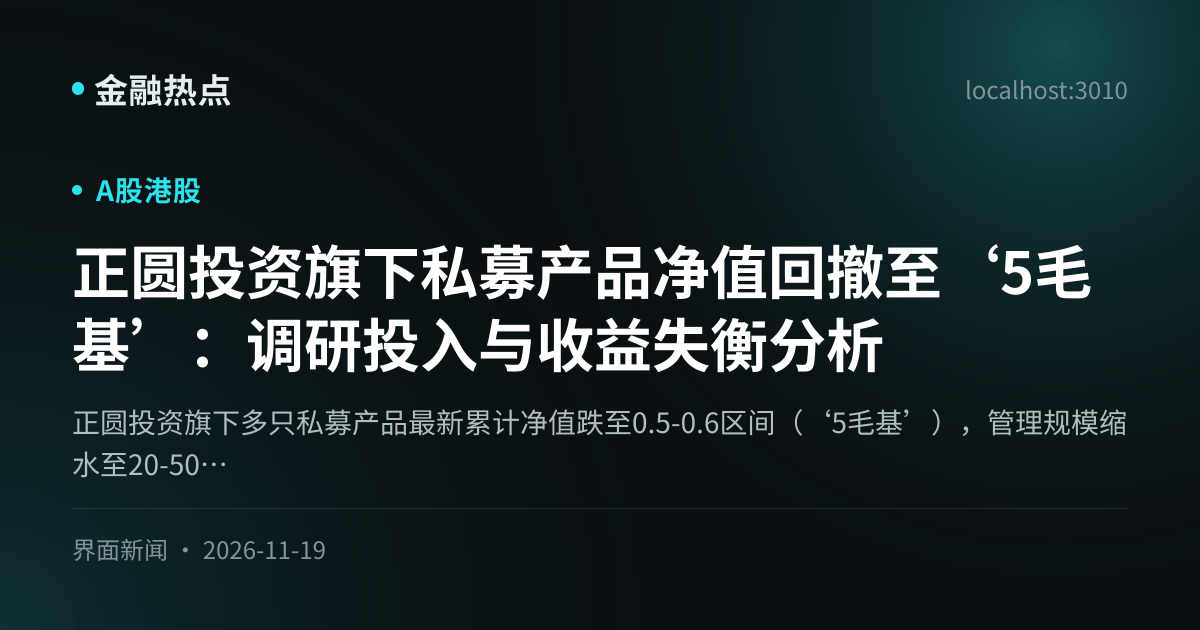 金融热点
localhost:3010
A股港股
正圆投资旗下私募产品净值回撤至‘5毛
基’：调研投入与收益失衡分析
正圆投资旗下多只私募产品最新累计净值跌至0.5-0.6区间（‘5毛基’），管理规模缩
水至20-50…
界面新闻 · 2026-11-19